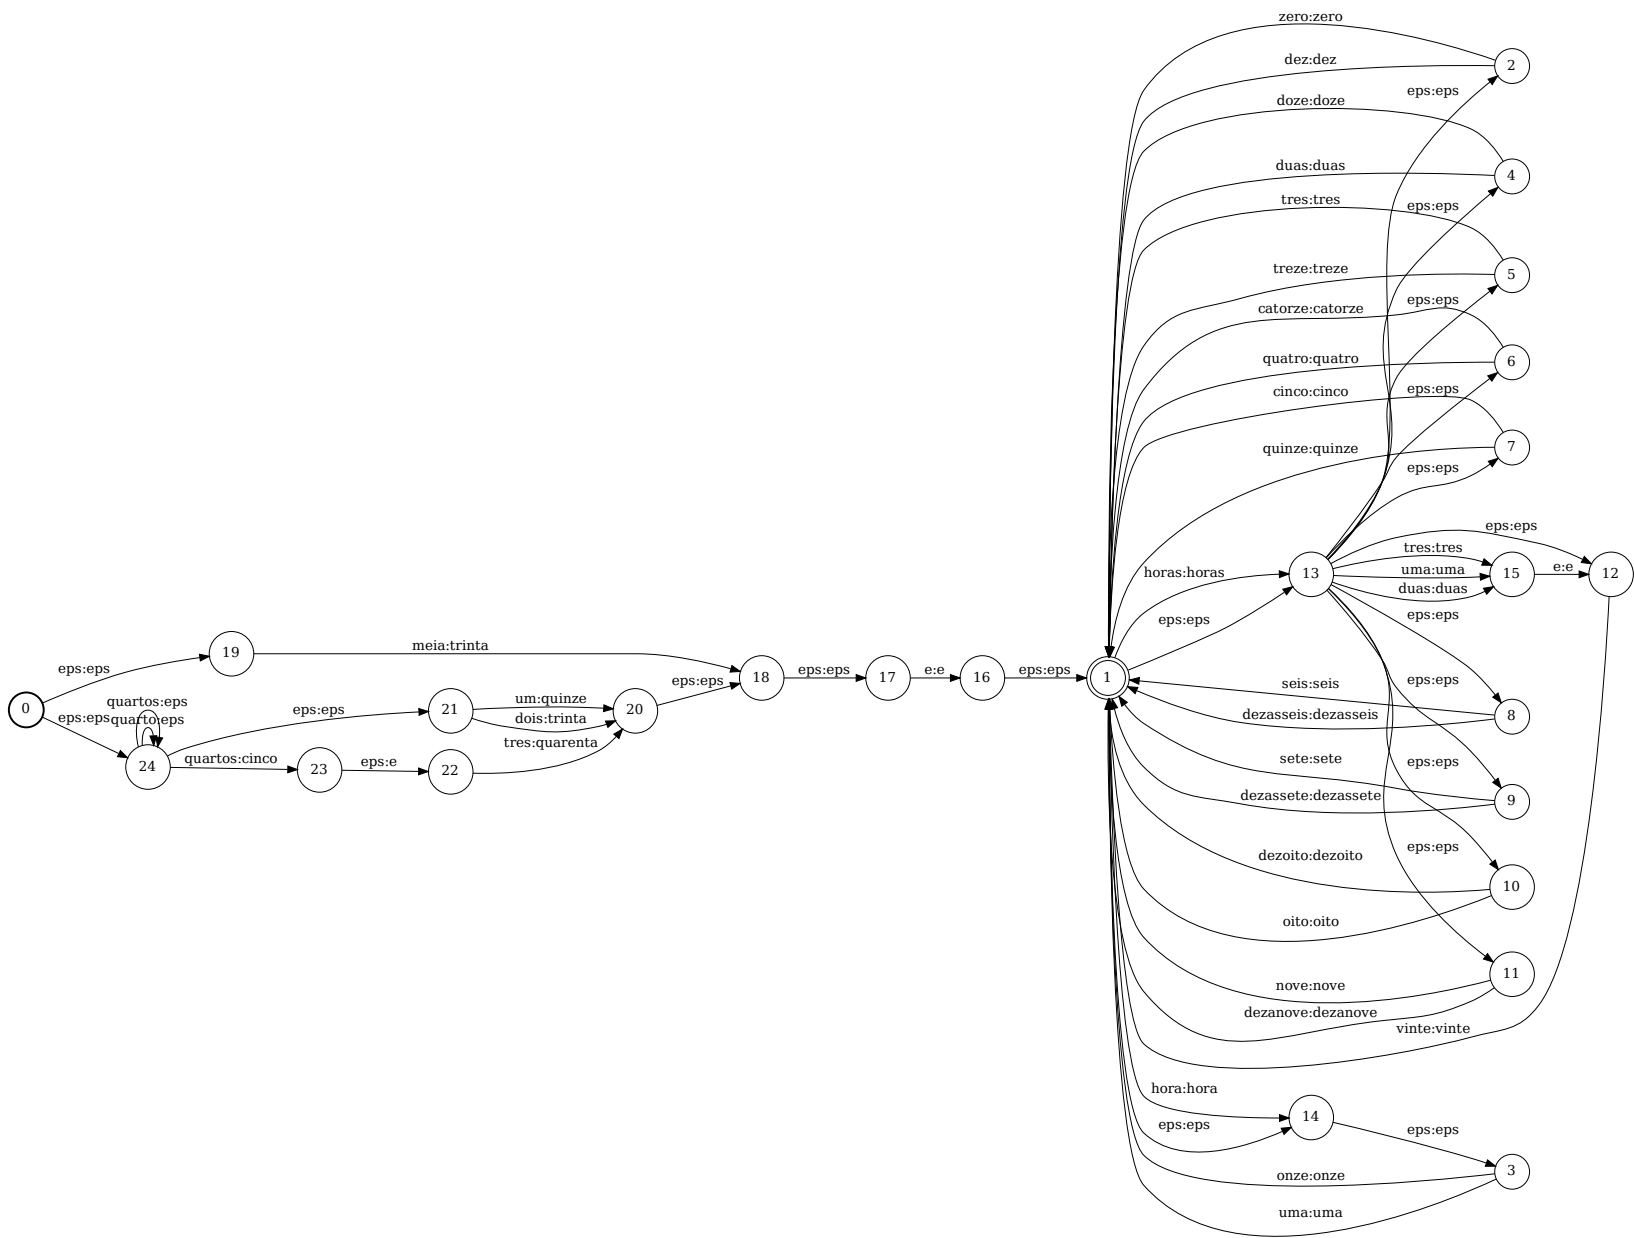 zero:zero
dez:dez
2
eps:eps
doze:doze
duas:duas
4
tres:tres
eps:eps
treze:treze
5
catorze:catorze
eps:eps
quatro:quatro
6
cinco:cinco
eps:eps
quinze:quinze
7
eps:eps
eps:eps
tres:tres
horas:horas
13
uma:uma
15
e:e
12
duas:duas
eps:eps
eps:eps
19
meia:trinta
eps:eps
18
eps:eps
17
e:e
16
eps:eps
1
seis:seis
eps:eps
eps:eps
0
quartos:eps
eps:eps
quarto:eps
eps:eps
21
um:quinze
dois:trinta
20
dezasseis:dezasseis
8
tres:quarenta
24
quartos:cinco
23
eps:e
22
sete:sete
eps:eps
dezassete:dezassete
9
dezoito:dezoito
eps:eps
10
oito:oito
11
nove:nove
dezanove:dezanove
vinte:vinte
hora:hora
14
eps:eps
eps:eps
onze:onze
3
uma:uma